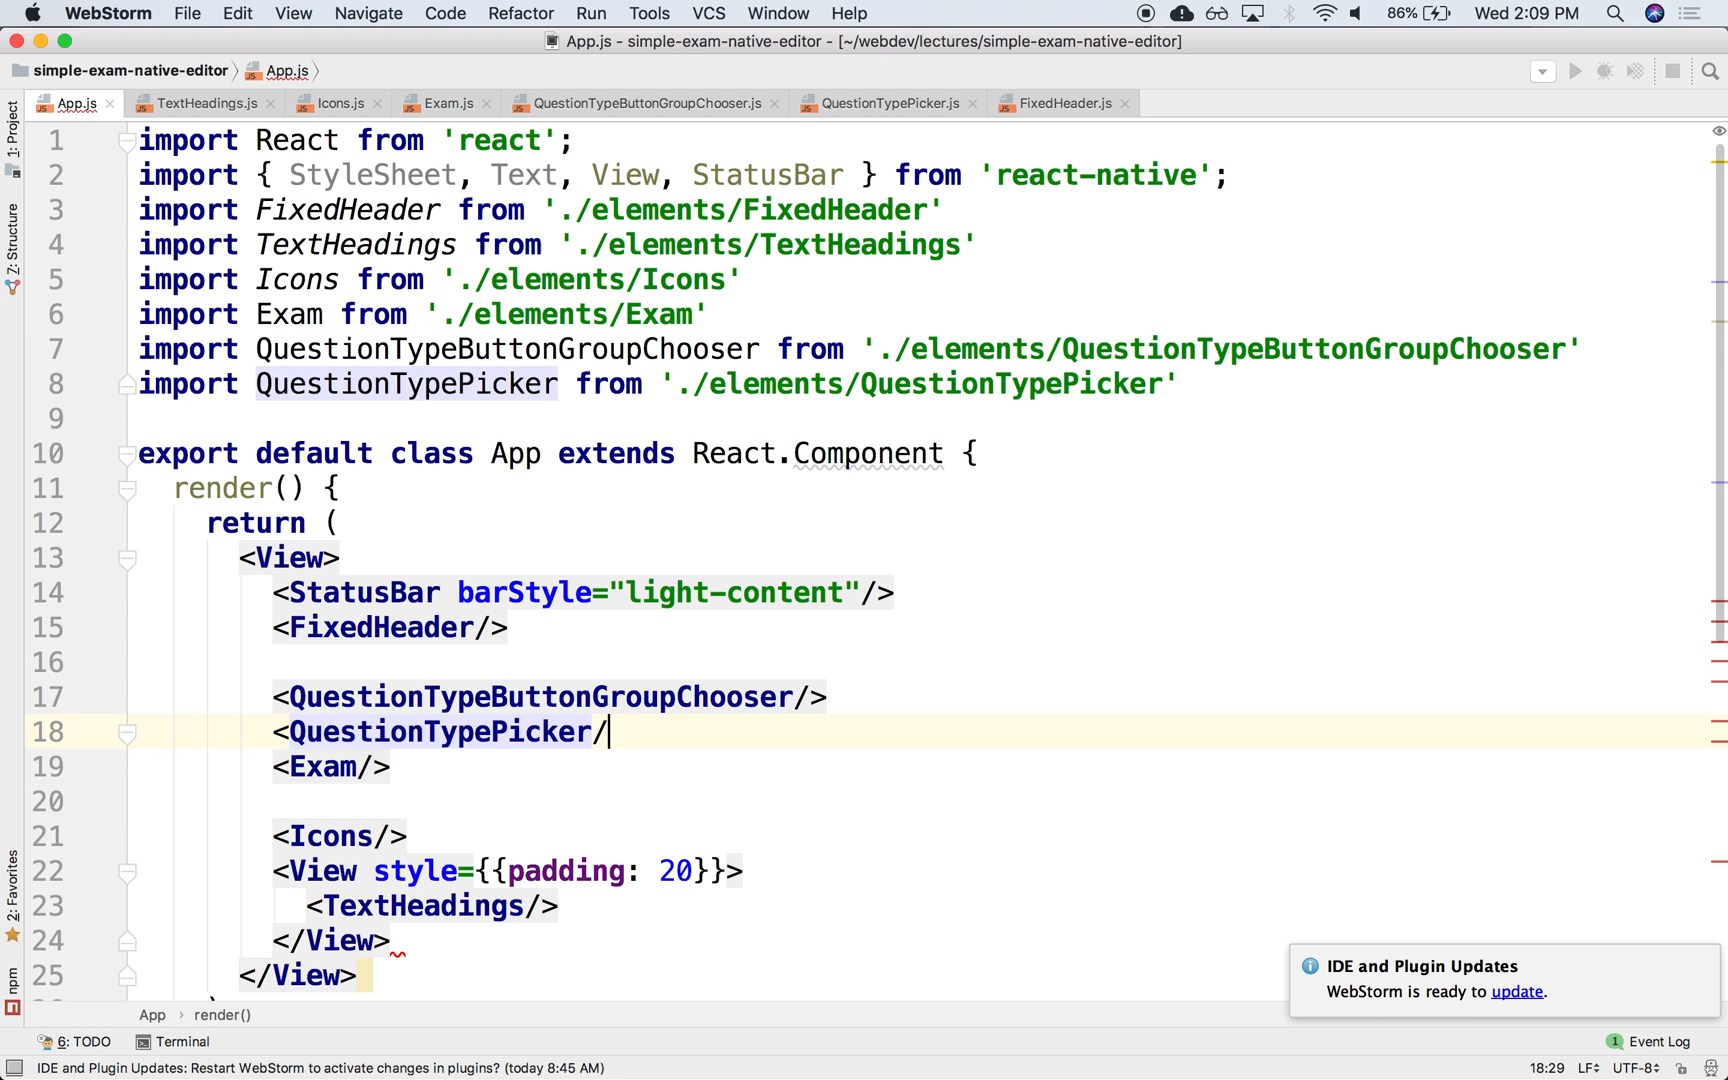 WebStorm File Edit View Navigate Code Refactor Run Tools VCS Window Help 86% Wed 2:09 PM
App.js - simple-exam-native-editor - [~/webdev/lectures/simple-exam-native-editor]
simple-exam-native-editor App.js
App.js TextHeadings.js Icons.js Exam.js QuestionTypeButtonGroupChooser.js QuestionTypePicker.js FixedHeader.js
1: Project
Z: Structure
2: Favorites
npm
1 import React from 'react';
2 import { StyleSheet, Text, View, StatusBar } from 'react-native';
3 import FixedHeader from './elements/FixedHeader'
4 import TextHeadings from './elements/TextHeadings'
5 import Icons from './elements/Icons'
6 import Exam from './elements/Exam'
7 import QuestionTypeButtonGroupChooser from './elements/QuestionTypeButtonGroupChooser'
8 import QuestionTypePicker from './elements/QuestionTypePicker'
9
10 export default class App extends React.Component {
11 render() {
12 return (
13 <View>
14 <StatusBar barStyle="light-content"/>
15 <FixedHeader/>
16
17 <QuestionTypeButtonGroupChooser/>
18 <QuestionTypePicker/
19 <Exam/>
20
21 <Icons/>
22 <View style={{padding: 20}}>
23 <TextHeadings/>
24 </View>
25 </View>
IDE and Plugin Updates
WebStorm is ready to update.
App render()
6: TODO Terminal 1 Event Log
IDE and Plugin Updates: Restart WebStorm to activate changes in plugins? (today 8:45 AM) 18:29 LF UTF-8